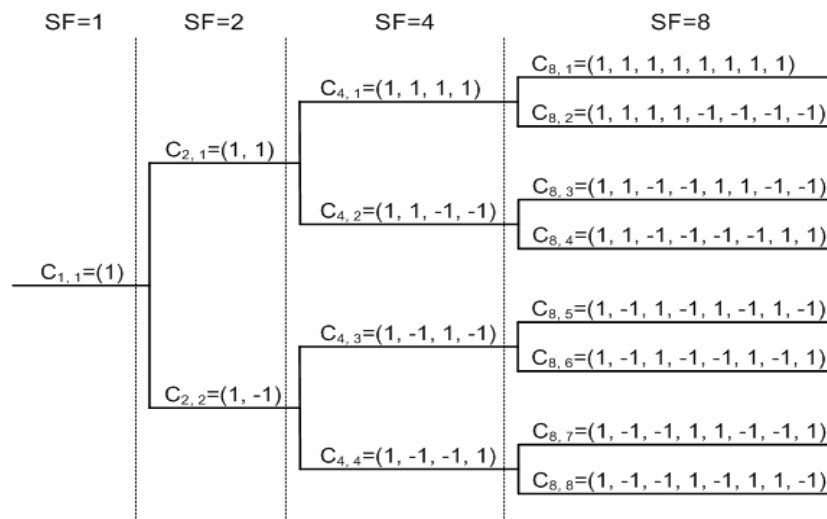 SF=1 SF=2 SF=4 SF=8
C8, 1=(1, 1, 1, 1, 1, 1, 1, 1)
C4, 1=(1, 1, 1, 1)
C8, 2=(1, 1, 1, 1, -1, -1, -1, -1)
C2, 1=(1, 1)
C8, 3=(1, 1, -1, -1, 1, 1, -1, -1)
C4, 2=(1, 1, -1, -1)
C8, 4=(1, 1, -1, -1, -1, -1, 1, 1)
C1, 1=(1)
C8, 5=(1, -1, 1, -1, 1, -1, 1, -1)
C4, 3=(1, -1, 1, -1)
C8, 6=(1, -1, 1, -1, -1, 1, -1, 1)
C2, 2=(1, -1)
C8, 7=(1, -1, -1, 1, 1, -1, -1, 1)
C4, 4=(1, -1, -1, 1)
C8, 8=(1, -1, -1, 1, -1, 1, 1, -1)